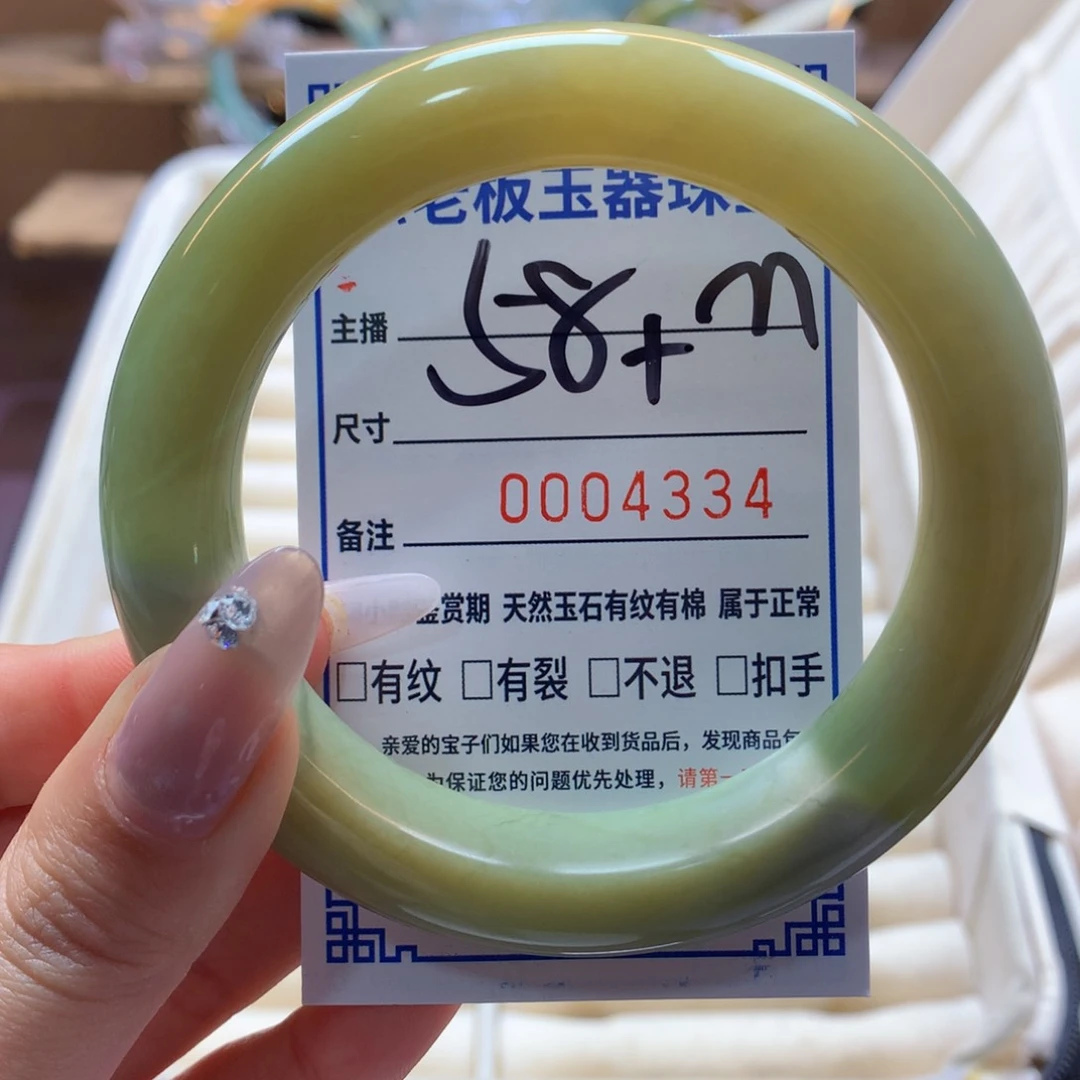 老板玉器珠
58+ m
主播
尺寸
0004334
备注
鉴赏期 天然玉石有纹有棉 属于正常
□有纹 □有裂 □不退 □扣手
亲爱的宝子们如果您在收到货品后，发现商品
为保证您的问题优先处理，请第一